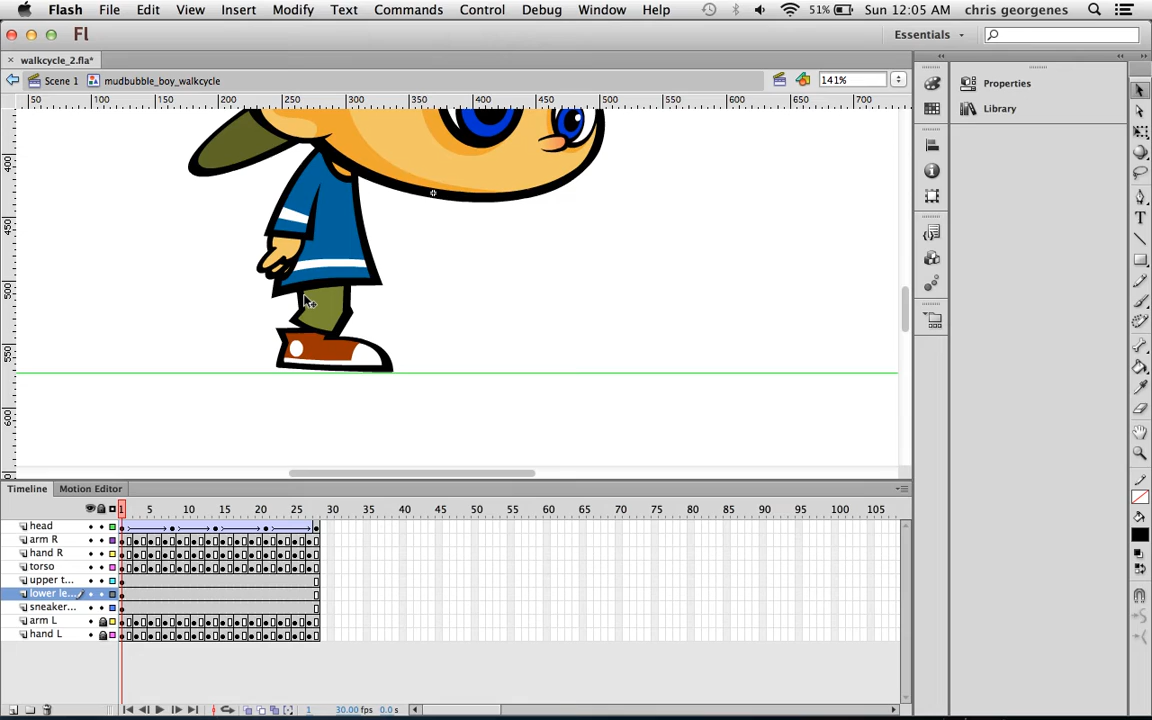 Flash File Edit View Insert Modify Text Commands Control Debug Window Help 51% Sun 12:05 AM chris georgenes
Fl Essentials
walkcycle_2.fla*
Scene 1 mudbubble_boy_walkcycle 141%
50 100 150 200 250 300 350 400 450 500 550 600 650 700
400
450
500
550
600
Properties
Library
T
Timeline Motion Editor
1 5 10 15 20 25 30 35 40 45 50 55 60 65 70 75 80 85 90 95 100 105
head
arm R
hand R
torso
upper t...
lower le...
sneaker...
arm L
hand L
1 30.00 fps 0.0 s